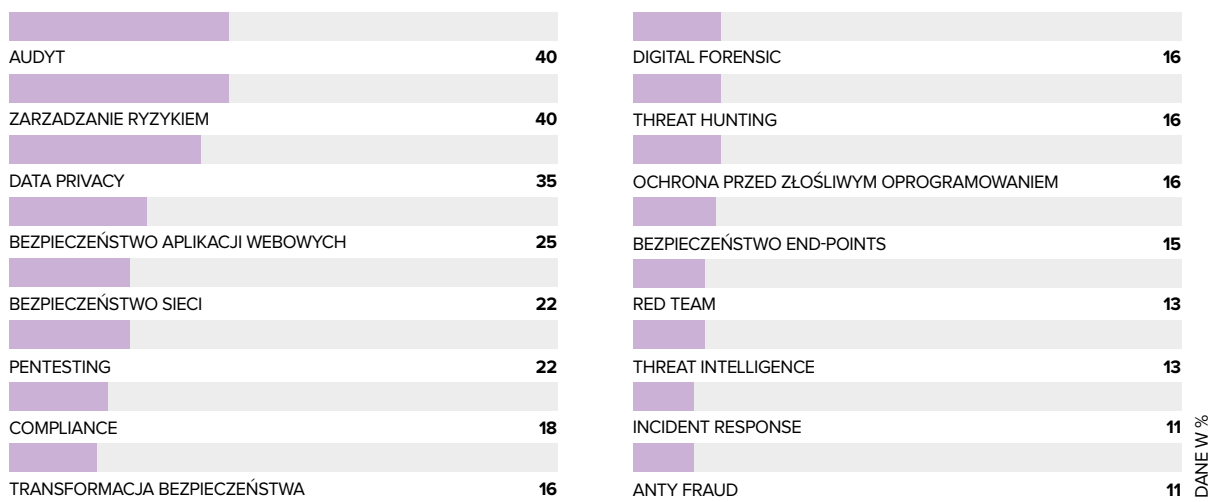 AUDYT 40
ZARZADZANIE RYZYKIEM 40
DATA PRIVACY 35
BEZPIECZEŃSTWO APLIKACJI WEBOWYCH 25
BEZPIECZEŃSTWO SIECI 22
PENTESTING 22
COMPLIANCE 18
TRANSFORMACJA BEZPIECZEŃSTWA 16
DIGITAL FORENSIC 16
THREAT HUNTING 16
OCHRONA PRZED ZŁOŚLIWYM OPROGRAMOWANIEM 16
BEZPIECZEŃSTWO END-POINTS 15
RED TEAM 13
THREAT INTELLIGENCE 13
INCIDENT RESPONSE 11
ANTY FRAUD 11
DANE W %